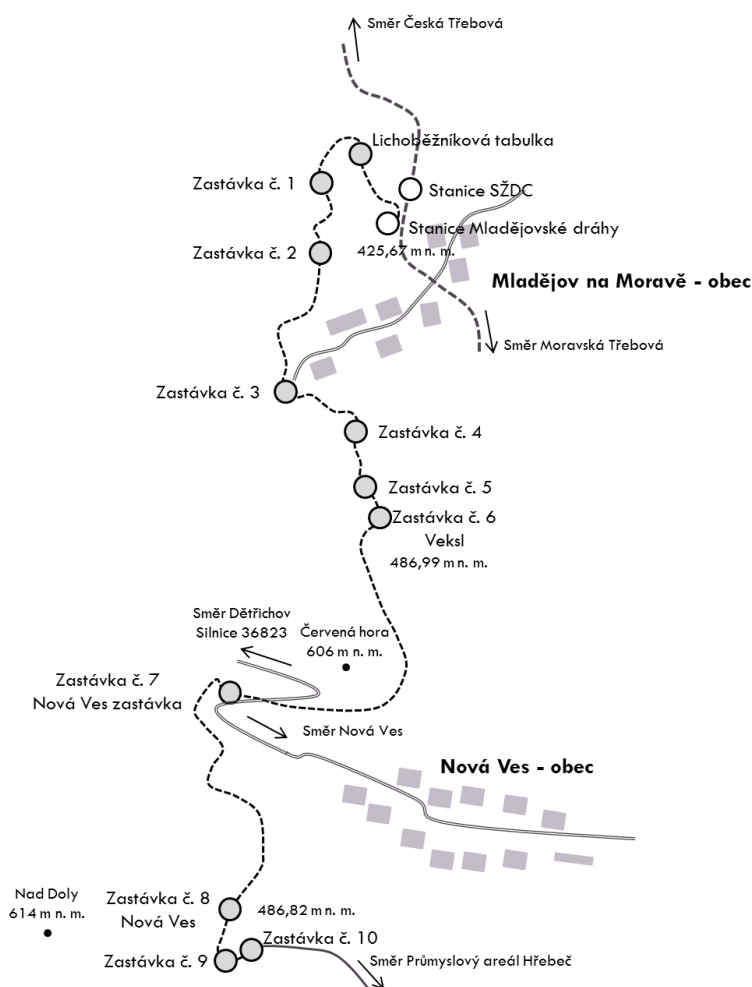 Směr Česká Třebová
Lichoběžníková tabulka
Zastávka č. 1
Stanice SŽDC
Stanice Mladějovské dráhy
425,67 m n. m.
Zastávka č. 2
Mladějov na Moravě - obec
Směr Moravská Třebová
Zastávka č. 3
Zastávka č. 4
Zastávka č. 5
Zastávka č. 6
Veksl
486,99 m n. m.
Směr Dětřichov
Silnice 36823
Červená hora
606 m n. m.
Zastávka č. 7
Nová Ves zastávka
Směr Nová Ves
Nová Ves - obec
Nad Doly
614 m n. m.
Zastávka č. 8
Nová Ves
486,82 m n. m.
Zastávka č. 10
Zastávka č. 9
Směr Průmyslový areál Hřebeč